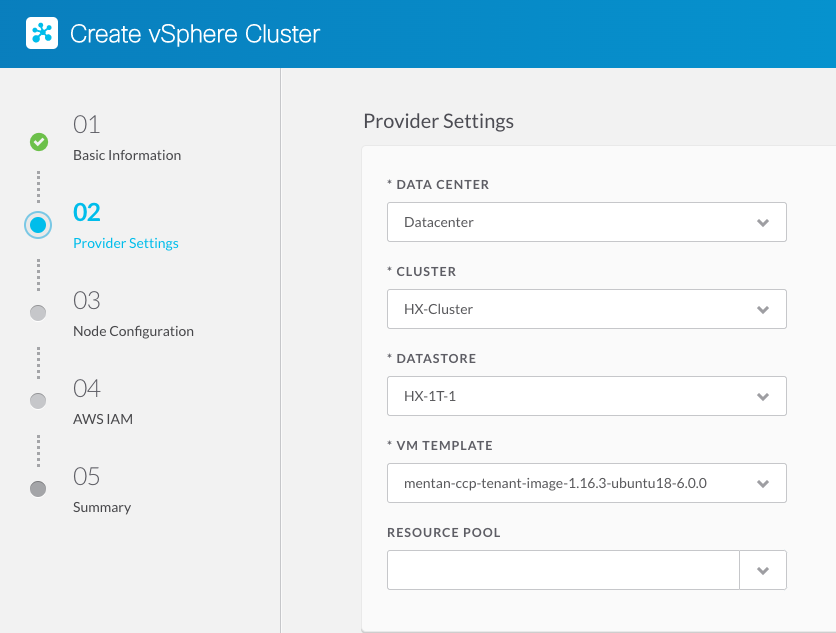 Create vSphere Cluster
01
Basic Information
02
Provider Settings
03
Node Configuration
04
AWS IAM
05
Summary
Provider Settings
* DATA CENTER
Datacenter
* CLUSTER
HX-Cluster
* DATASTORE
HX-1T-1
* VM TEMPLATE
mentan-ccp-tenant-image-1.16.3-ubuntu18-6.0.0
RESOURCE POOL